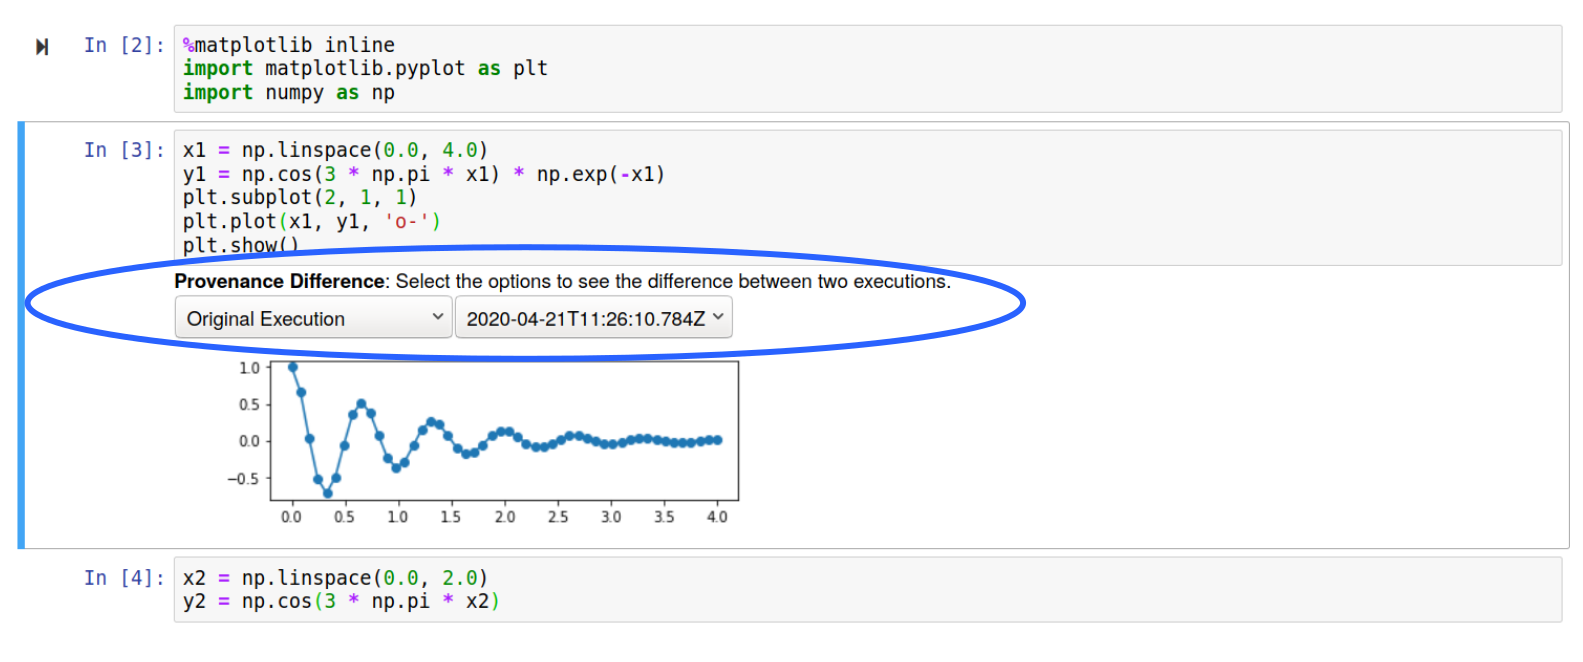 In [2]:
%matplotlib inline
import matplotlib.pyplot as plt
import numpy as np
In [3]:
x1 = np.linspace(0.0, 4.0)
y1 = np.cos(3 * np.pi * x1) * np.exp(-x1)
plt.subplot(2, 1, 1)
plt.plot(x1, y1, 'o-')
plt.show()
Provenance Difference: Select the options to see the difference between two executions.
Original Execution 2020-04-21T11:26:10.784Z
1.0
0.5
0.0
−0.5
0.0 0.5 1.0 1.5 2.0 2.5 3.0 3.5 4.0
In [4]:
x2 = np.linspace(0.0, 2.0)
y2 = np.cos(3 * np.pi * x2)